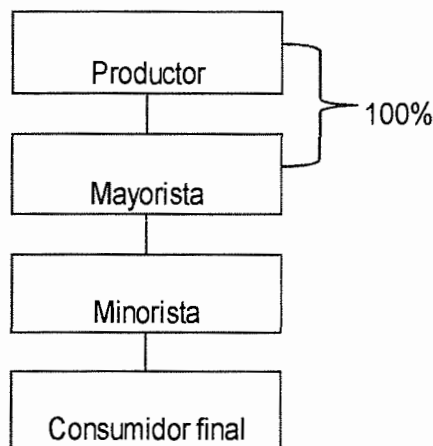 Productor
100%
Mayorista
Minorista
Consumidor final